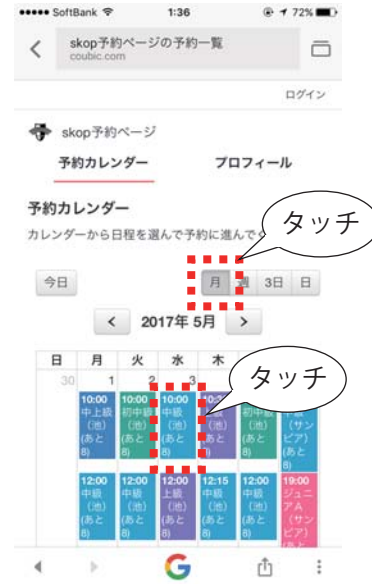 SoftBank 1:36 72%
skop予約ページの予約一覧
coubic.com
ログイン
skop予約ページ
予約カレンダー プロフィール
予約カレンダー
カレンダーから日程を選んで予約に進んで
タッチ
今日 月 週 3日 日
2017年 5月
タッチ
日 月 火 水 木
30 1 2 3
10:00 10:00 10:00
中上級 初中級 中級
(池) (池) (池) (池) (池) (サン
(あと (あと (あと (あと (あと ピア)
8) 8) 8) 8) 8) (あと
8)
12:00 12:00 12:00 12:15 12:00 19:00
中級 中級 上級 中級 中級 ジュニ
(池) (池) (池) (池) (池) アA
(あと (あと (あと (あと (あと (サン
8) 8) 8) 8) 8) ピア)
G